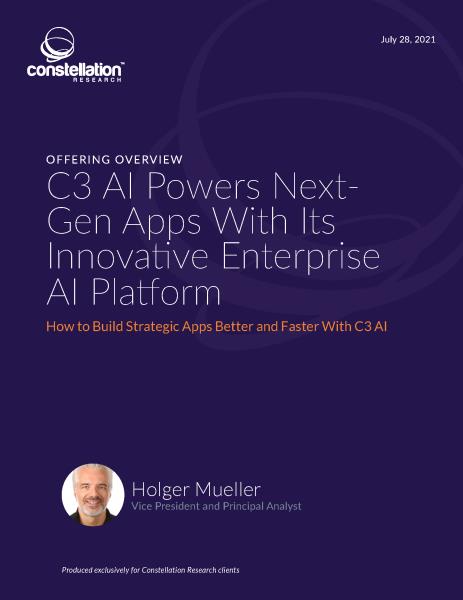 July 28, 2021
constellation™
RESEARCH
OFFERING OVERVIEW
C3 AI Powers Next-
Gen Apps With Its
Innovative Enterprise
AI Platform
How to Build Strategic Apps Better and Faster With C3 AI
Holger Mueller
Vice President and Principal Analyst
Produced exclusively for Constellation Research clients